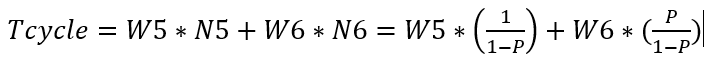 Tcycle = W5 * N5 + W6 * N6 = W5 * (1/(1−P)) + W6 * (P/(1−P))